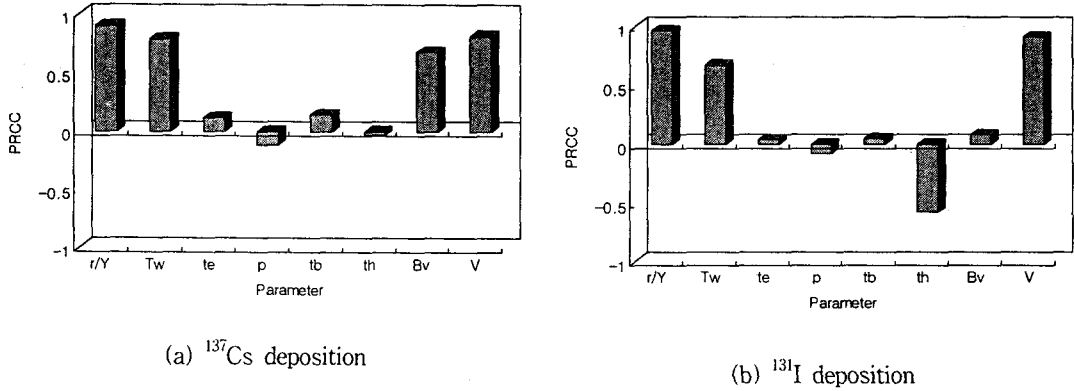 1
0.5
0
−0.5
−1
PRCC
r/Y Tw te p tb th Bv V
Parameter
(a) ¹³⁷Cs deposition
1
0.5
0
−0.5
−1
PRCC
r/Y Tw te p tb th Bv V
Parameter
(b) ¹³¹I deposition